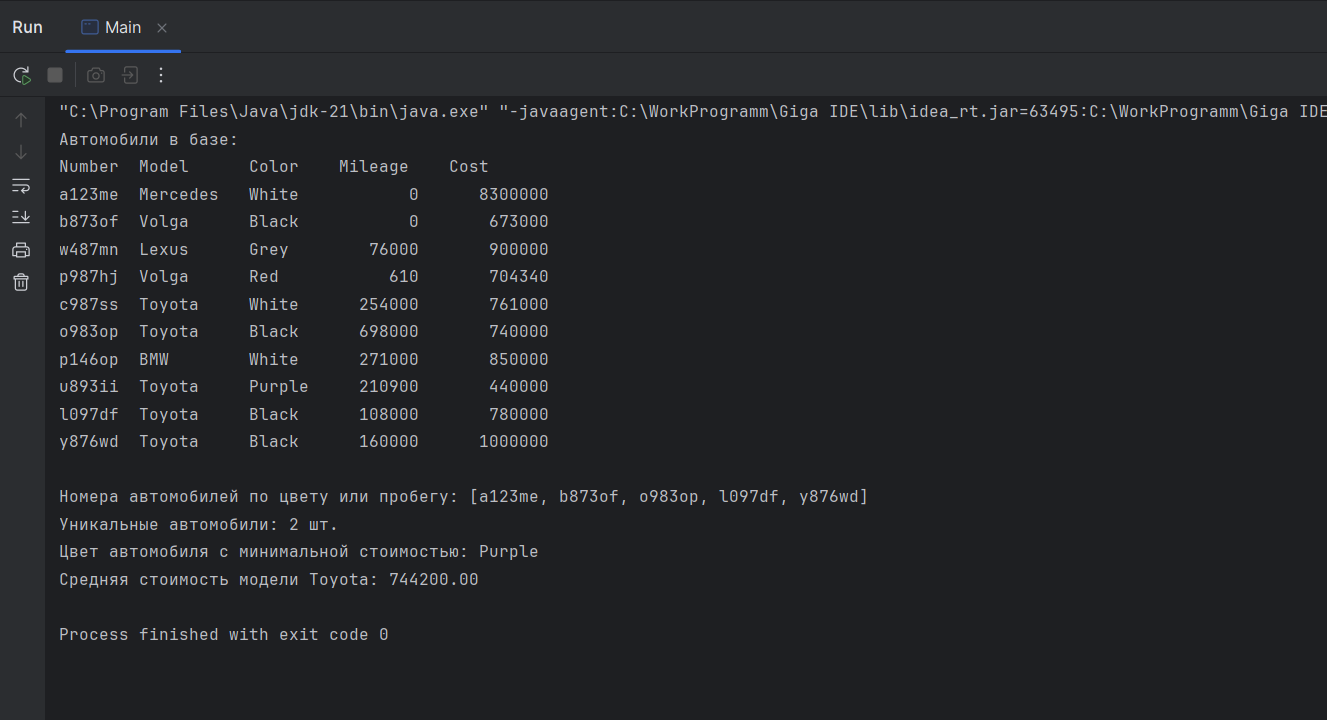 Run Main
"C:\Program Files\Java\jdk-21\bin\java.exe" "-javaagent:C:\WorkProgramm\Giga IDE\lib\idea_rt.jar=63495:C:\WorkProgramm\Giga IDE
Автомобили в базе:
Number Model Color Mileage Cost
a123me Mercedes White 0 8300000
b873of Volga Black 0 673000
w487mn Lexus Grey 76000 900000
p987hj Volga Red 610 704340
c987ss Toyota White 254000 761000
o983op Toyota Black 698000 740000
p146op BMW White 271000 850000
u893ii Toyota Purple 210900 440000
l097df Toyota Black 108000 780000
y876wd Toyota Black 160000 1000000
Номера автомобилей по цвету или пробегу: [a123me, b873of, o983op, l097df, y876wd]
Уникальные автомобили: 2 шт.
Цвет автомобиля с минимальной стоимостью: Purple
Средняя стоимость модели Toyota: 744200.00
Process finished with exit code 0